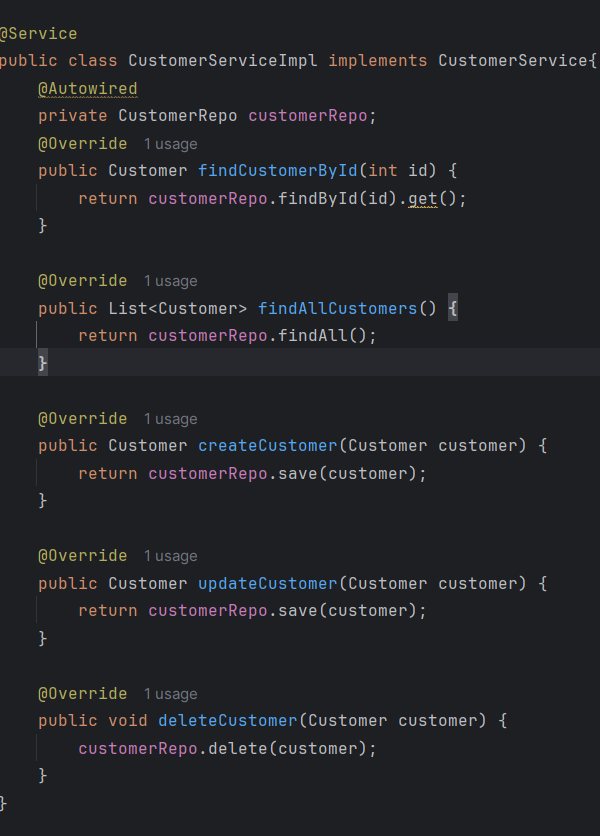 @Service
public class CustomerServiceImpl implements CustomerService{
@Autowired
private CustomerRepo customerRepo;
@Override 1 usage
public Customer findCustomerById(int id) {
return customerRepo.findById(id).get();
}
@Override 1 usage
public List<Customer> findAllCustomers() {
return customerRepo.findAll();
}
@Override 1 usage
public Customer createCustomer(Customer customer) {
return customerRepo.save(customer);
}
@Override 1 usage
public Customer updateCustomer(Customer customer) {
return customerRepo.save(customer);
}
@Override 1 usage
public void deleteCustomer(Customer customer) {
customerRepo.delete(customer);
}
}